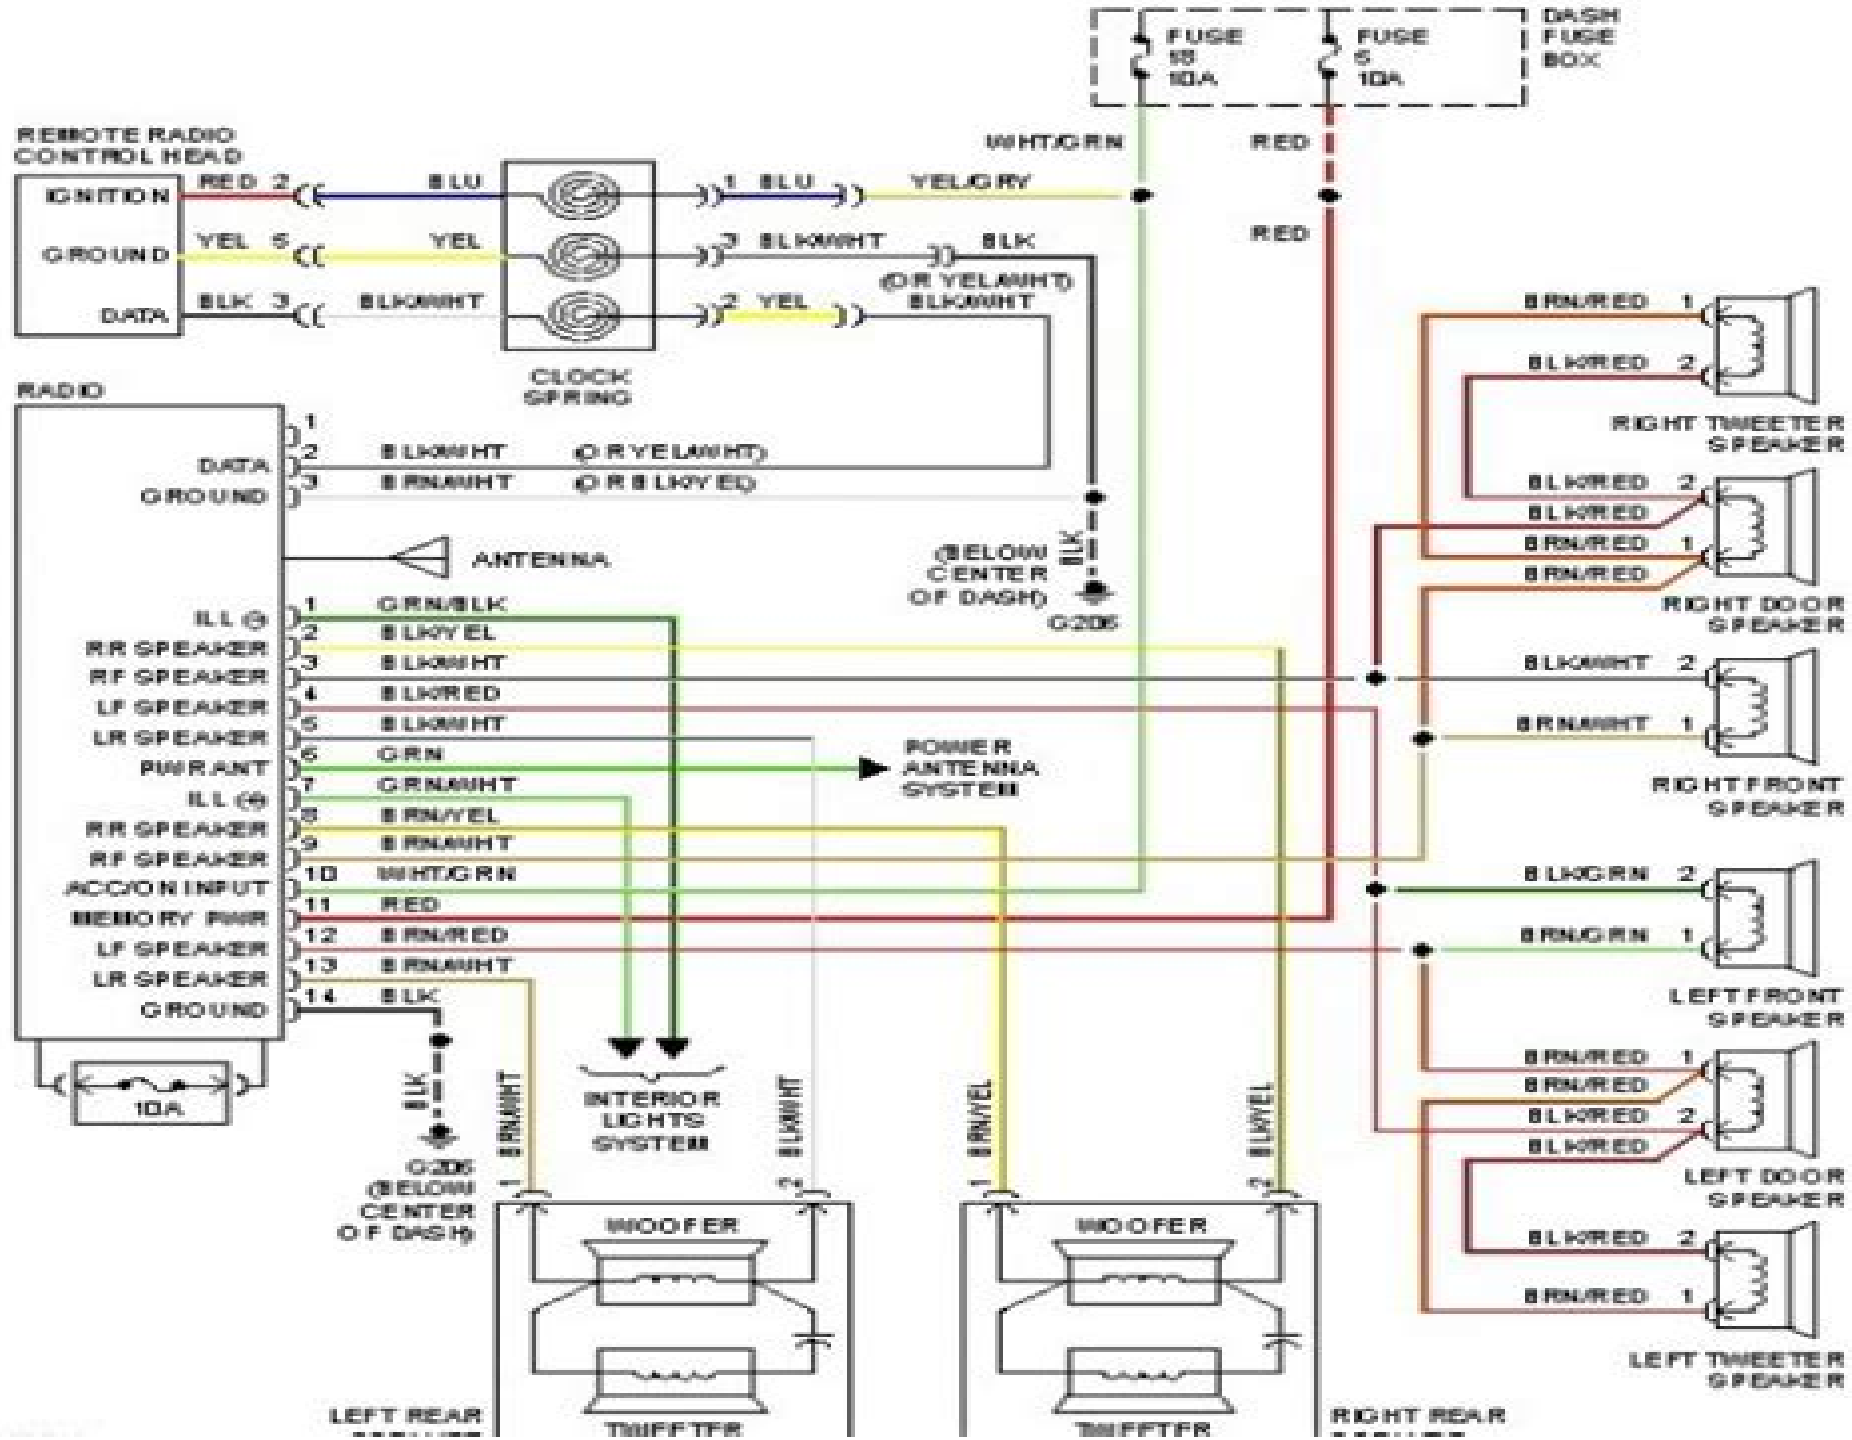 DASH
FUSE
BOX
FUSE
18
10A
FUSE
6
10A
WHT/GRN
RED
RED
REMOTE RADIO
CONTROL HEAD
IGNITION
RED 2
BLU
1 BLU
YEL/GRY
GROUND
YEL 5
YEL
3 BLK/WHT
BLK
(OR YEL/WHT)
DATA
BLK 3
BLK/WHT
2 YEL
BLK/WHT
CLOCK
SPRING
RADIO
1
DATA
2 BLK/WHT (OR YEL/WHT)
GROUND
3 BRN/WHT (OR BLK/YEL)
ANTENNA
BLK
(BELOW
CENTER
OF DASH)
G206
ILL (-)
1 GRN/BLK
RR SPEAKER
2 BLK/YEL
RF SPEAKER
3 BLK/WHT
LF SPEAKER
4 BLK/RED
LR SPEAKER
5 BLK/WHT
PWR ANT
6 GRN
POWER
ANTENNA
SYSTEM
ILL (+)
7 GRN/WHT
RR SPEAKER
8 BRN/YEL
RF SPEAKER
9 BRN/WHT
ACC/ON INPUT
10 WHT/GRN
MEMORY PWR
11 RED
LF SPEAKER
12 BRN/RED
LR SPEAKER
13 BRN/WHT
GROUND
14 BLK
10A
BLK
G206
(BELOW
CENTER
OF DASH)
INTERIOR
LIGHTS
SYSTEM
1 BRN/WHT
2 BLK/WHT
1 BRN/YEL
2 BLK/YEL
WOOFER
TWEETER
LEFT REAR
WOOFER
TWEETER
RIGHT REAR
BRN/RED 1
BLK/RED 2
RIGHT TWEETER
SPEAKER
BLK/RED 2
BLK/RED
BRN/RED 1
BRN/RED
RIGHT DOOR
SPEAKER
BLK/WHT 2
BRN/WHT 1
RIGHT FRONT
SPEAKER
BLK/GRN 2
BRN/GRN 1
LEFT FRONT
SPEAKER
BRN/RED 1
BRN/RED
BLK/RED 2
BLK/RED
LEFT DOOR
SPEAKER
BLK/RED 2
BRN/RED 1
LEFT TWEETER
SPEAKER